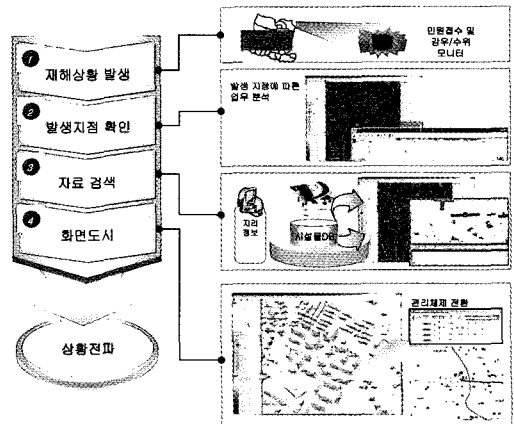 1 재해상황 발생
2 발생지점 확인
3 자료 검색
4 화면도시
상황전파
민원접수 및
강우/수위
모니터
발생 지점에 따른
업무 분석
지리
정보
시설물DB
관리체제 전환